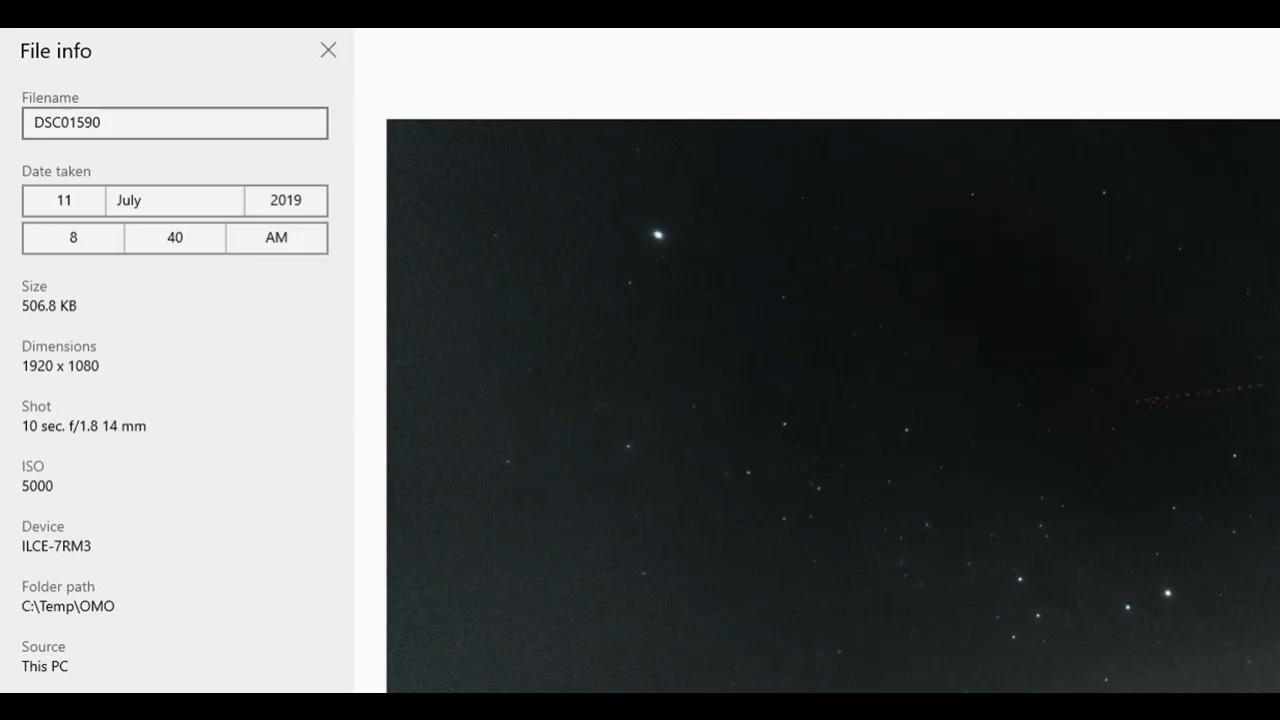 File info
Filename
DSC01590
Date taken
11 July 2019
8 40 AM
Size
506.8 KB
Dimensions
1920 x 1080
Shot
10 sec. f/1.8 14 mm
ISO
5000
Device
ILCE-7RM3
Folder path
C:\Temp\OMO
Source
This PC